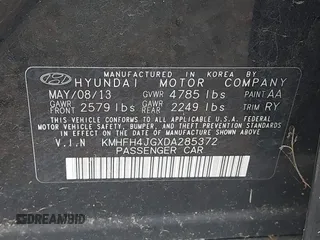 MANUFACTURED IN KOREA BY
HYUNDAI MOTOR COMPANY
MAY/08/13 GVWR 4785 lbs PAINT AA
GAWR FRONT 2579 lbs GAWR REAR 2249 lbs TRIM RY
THIS VEHICLE CONFORMS TO ALL APPLICABLE FEDERAL
MOTOR VEHICLE SAFETY, BUMPER, AND THEFT PREVENTION
STANDARDS IN EFFECT ON THE DATE OF MANUFACTURE SHOWN ABOVE.
V.I.N KMHFH4JGXDA285372
PASSENGER CAR
DREAMBID